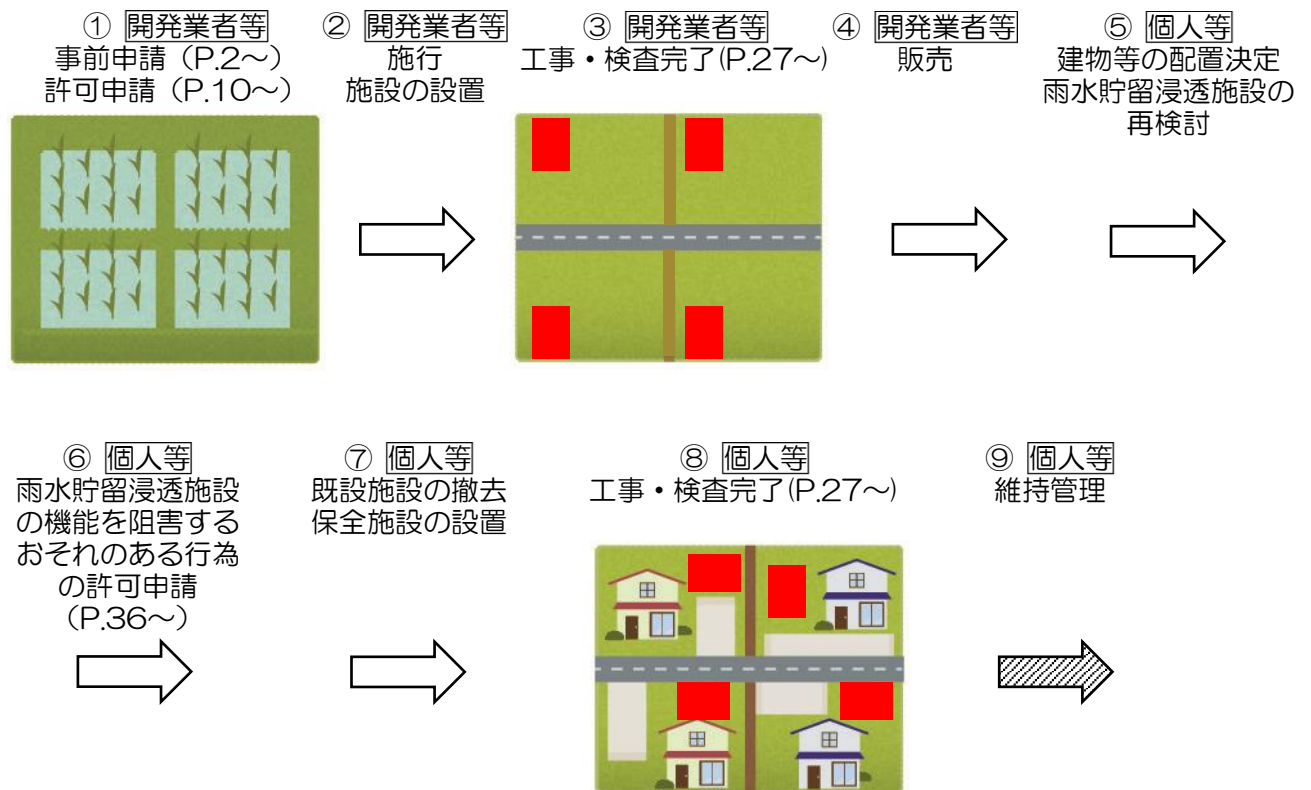 ① 開発業者等
事前申請（P.2～）
許可申請（P.10～）
② 開発業者等
施行
施設の設置
③ 開発業者等
工事・検査完了(P.27～)
④ 開発業者等
販売
⑤ 個人等
建物等の配置決定
雨水貯留浸透施設の
再検討
⑥ 個人等
雨水貯留浸透施設
の機能を阻害する
おそれのある行為
の許可申請
（P.36～）
⑦ 個人等
既設施設の撤去
保全施設の設置
⑧ 個人等
工事・検査完了(P.27～)
⑨ 個人等
維持管理